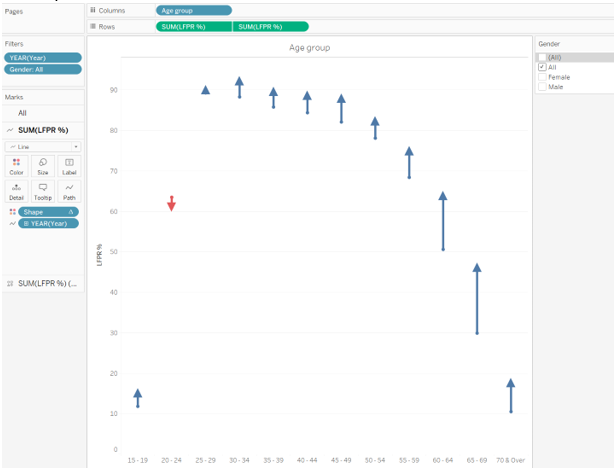 Pages
Columns
Age group
Rows
SUM(LFPR %)
SUM(LFPR %)
Filters
YEAR(Year)
Gender: All
Marks
All
SUM(LFPR %)
Line
Color
Size
Label
Detail
Tooltip
Path
Shape
YEAR(Year)
SUM(LFPR %) (...
Age group
LFPR %
90
80
70
60
50
40
30
20
10
0
15 - 19
20 - 24
25 - 29
30 - 34
35 - 39
40 - 44
45 - 49
50 - 54
55 - 59
60 - 64
65 - 69
70 & Over
Gender
(All)
All
Female
Male